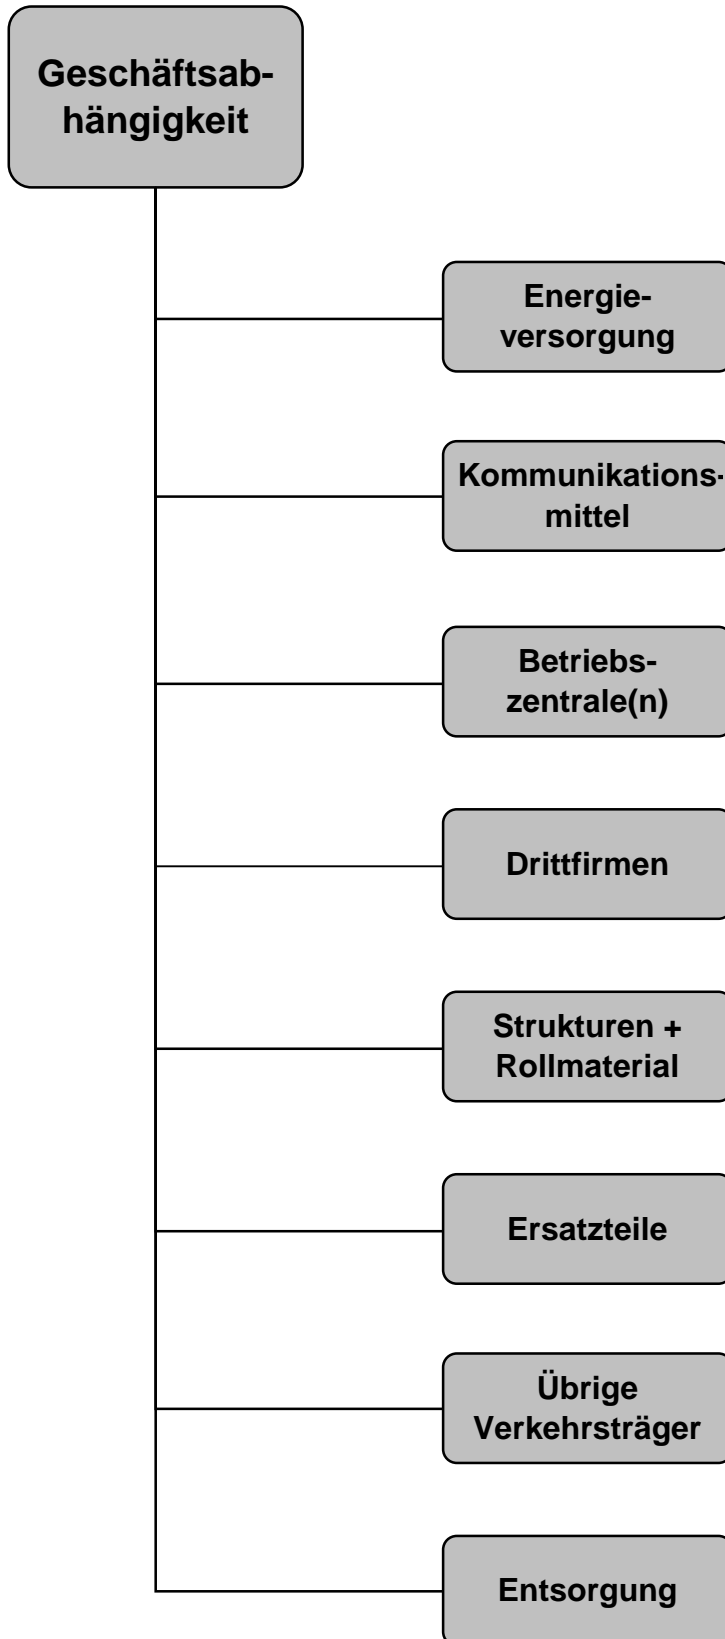 Geschäftsab-
hängigkeit
Energie-
versorgung
Kommunikations-
mittel
Betriebs-
zentrale(n)
Drittfirmen
Strukturen +
Rollmaterial
Ersatzteile
Übrige
Verkehrsträger
Entsorgung